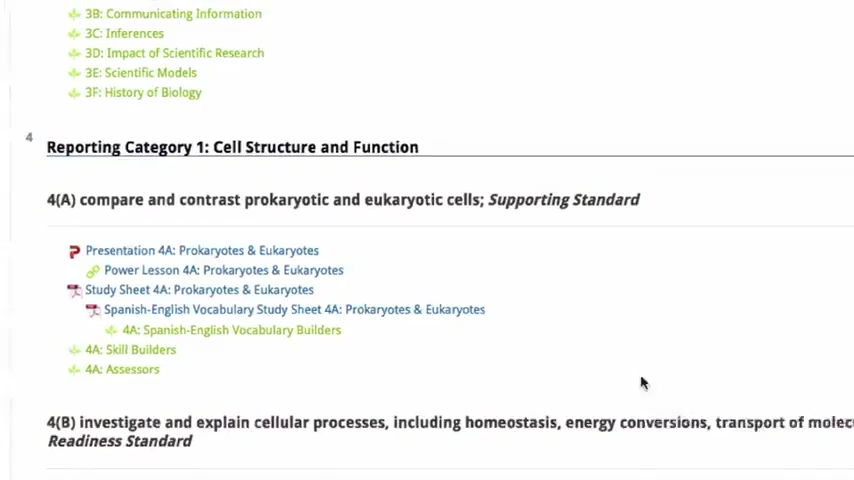 3B: Communicating Information
3C: Inferences
3D: Impact of Scientific Research
3E: Scientific Models
3F: History of Biology
4
Reporting Category 1: Cell Structure and Function
4(A) compare and contrast prokaryotic and eukaryotic cells; Supporting Standard
Presentation 4A: Prokaryotes & Eukaryotes
Power Lesson 4A: Prokaryotes & Eukaryotes
Study Sheet 4A: Prokaryotes & Eukaryotes
Spanish-English Vocabulary Study Sheet 4A: Prokaryotes & Eukaryotes
4A: Spanish-English Vocabulary Builders
4A: Skill Builders
4A: Assessors
4(B) investigate and explain cellular processes, including homeostasis, energy conversions, transport of molec
Readiness Standard